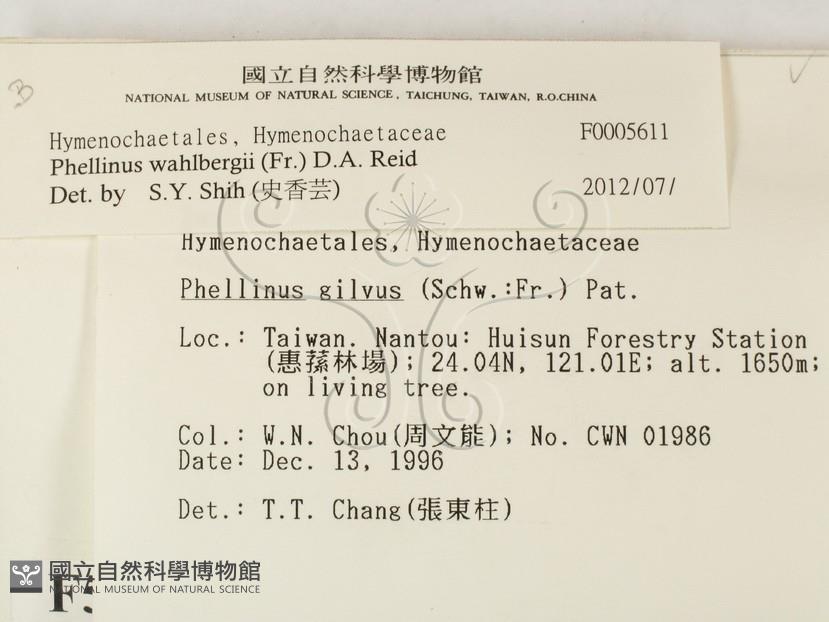 B
國立自然科學博物館
NATIONAL MUSEUM OF NATURAL SCIENCE, TAICHUNG, TAIWAN, R.O.CHINA
Hymenochaetales, Hymenochaetaceae F0005611
Phellinus wahlbergii (Fr.) D.A. Reid
Det. by S.Y. Shih (史香芸) 2012/07/
Hymenochaetales, Hymenochaetaceae
Phellinus gilvus (Schw.:Fr.) Pat.
Loc.: Taiwan. Nantou: Huisun Forestry Station
(惠蓀林場); 24.04N, 121.01E; alt. 1650m;
on living tree.
Col.: W.N. Chou(周文能); No. CWN 01986
Date: Dec. 13, 1996
Det.: T.T. Chang(張東柱)
國立自然科學博物館
NATIONAL MUSEUM OF NATURAL SCIENCE